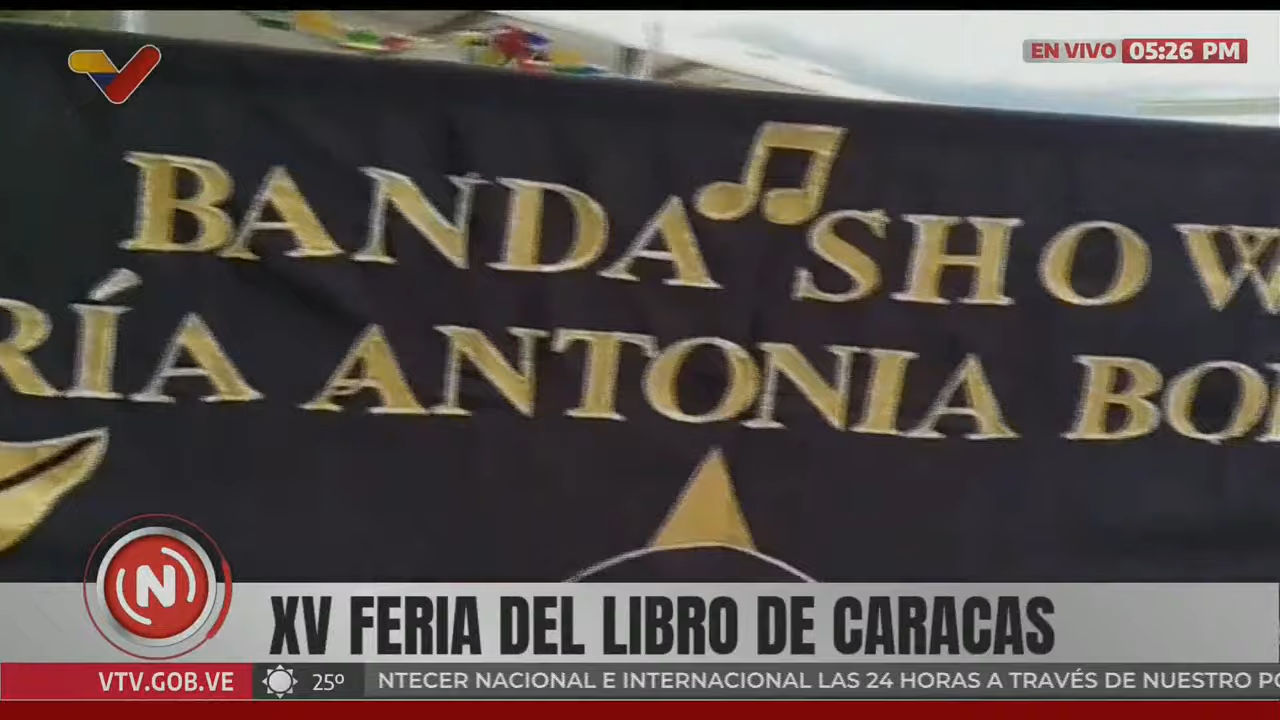 EN VIVO 05:26 PM
BANDA SHOW
RÍA ANTONIA BO
N
XV FERIA DEL LIBRO DE CARACAS
VTV.GOB.VE 25º NTECER NACIONAL E INTERNACIONAL LAS 24 HORAS A TRAVÉS DE NUESTRO PO